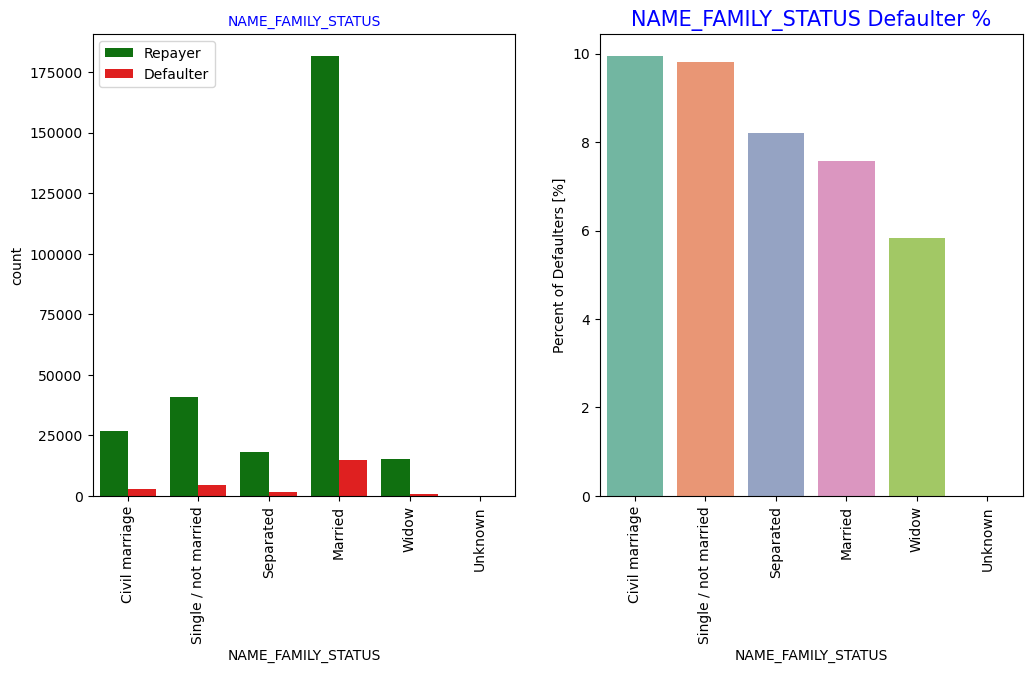 NAME_FAMILY_STATUS
Repayer
Defaulter
175000
150000
125000
100000
75000
50000
25000
0
count
Civil marriage
Single / not married
Separated
Married
Widow
Unknown
NAME_FAMILY_STATUS
NAME_FAMILY_STATUS Defaulter %
10
8
6
4
2
0
Percent of Defaulters [%]
Civil marriage
Single / not married
Separated
Married
Widow
Unknown
NAME_FAMILY_STATUS